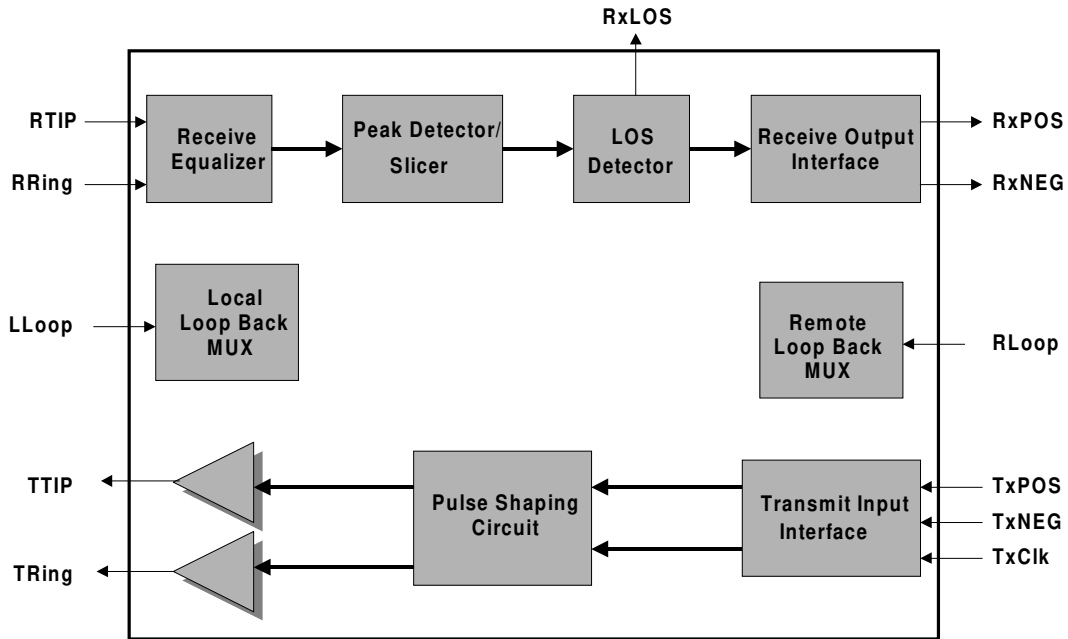 RxLOS
RTIP
RRing
Receive
Equalizer
Peak Detector/
Slicer
LOS
Detector
Receive Output
Interface
RxPOS
RxNEG
LLoop
Local
Loop Back
MUX
Remote
Loop Back
MUX
RLoop
TTIP
TRing
Pulse Shaping
Circuit
Transmit Input
Interface
TxPOS
TxNEG
TxClk